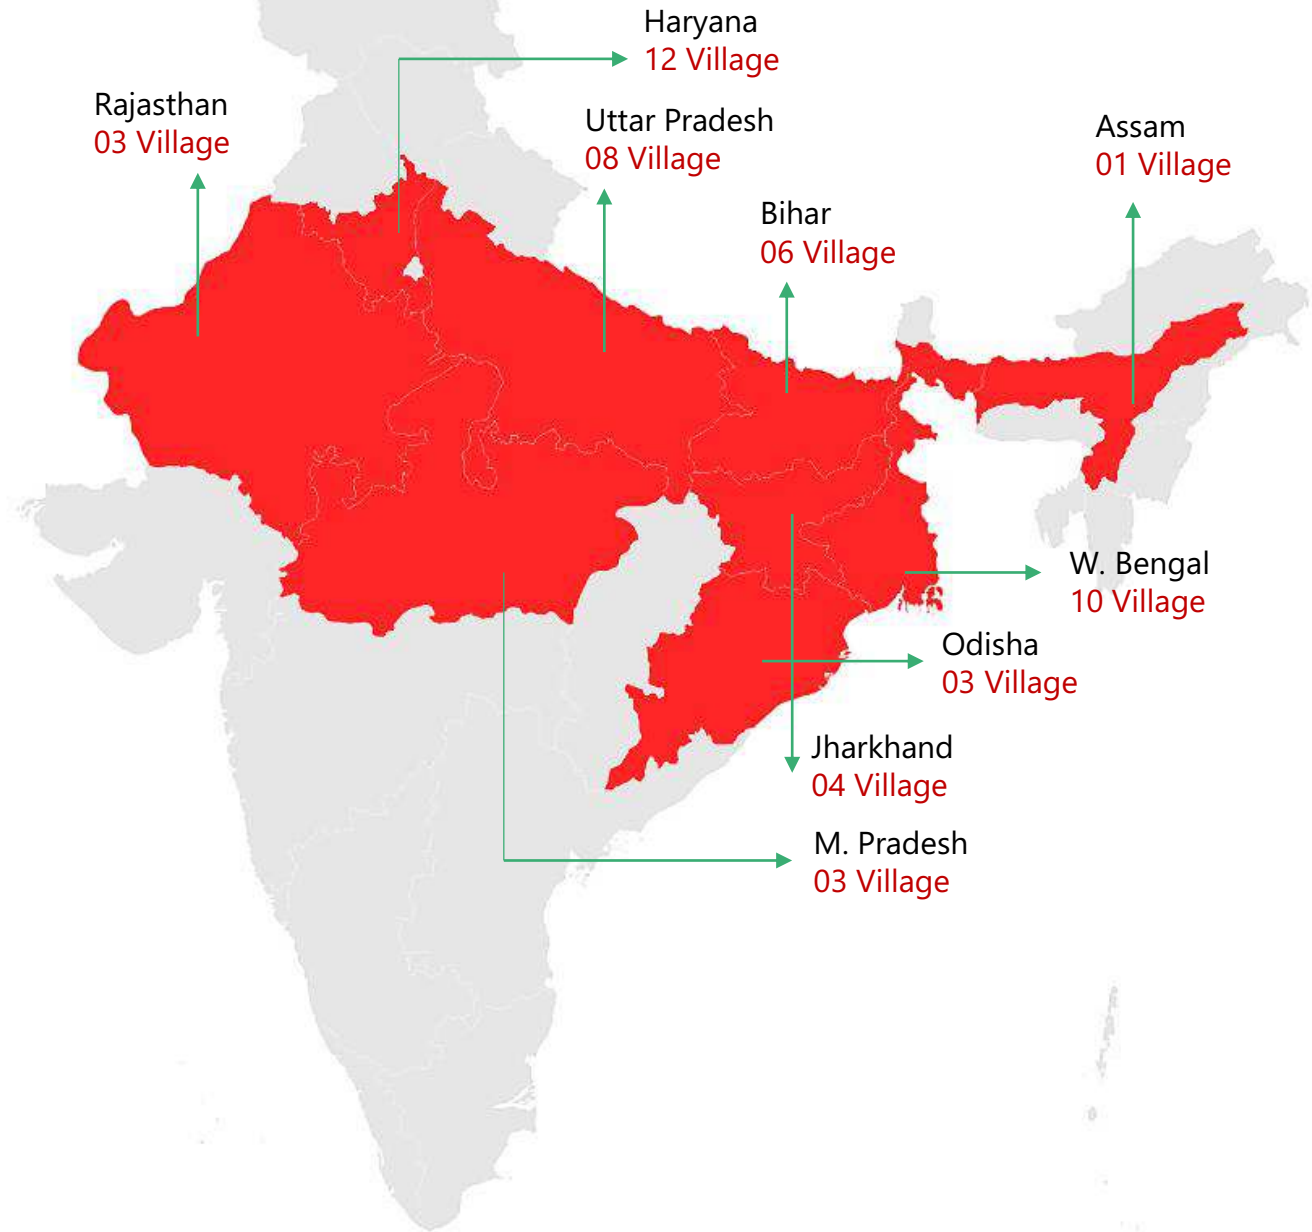 Haryana
12 Village
Rajasthan
03 Village
Uttar Pradesh
08 Village
Assam
01 Village
Bihar
06 Village
W. Bengal
10 Village
Odisha
03 Village
Jharkhand
04 Village
M. Pradesh
03 Village